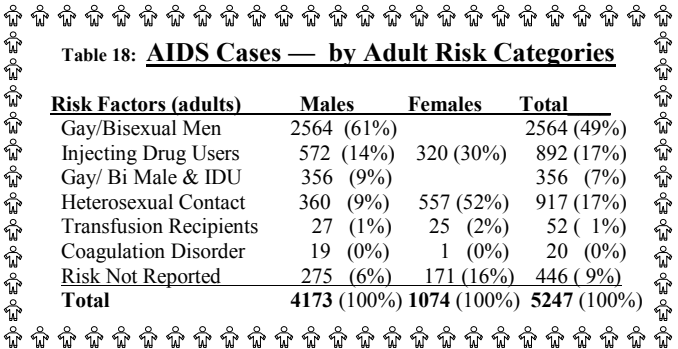 Table 18: AIDS Cases — by Adult Risk Categories
Risk Factors (adults) Males Females Total
Gay/Bisexual Men 2564 (61%) 2564 (49%)
Injecting Drug Users 572 (14%) 320 (30%) 892 (17%)
Gay/ Bi Male & IDU 356 (9%) 356 (7%)
Heterosexual Contact 360 (9%) 557 (52%) 917 (17%)
Transfusion Recipients 27 (1%) 25 (2%) 52 ( 1%)
Coagulation Disorder 19 (0%) 1 (0%) 20 (0%)
Risk Not Reported 275 (6%) 171 (16%) 446 ( 9%)
Total 4173 (100%) 1074 (100%) 5247 (100%)